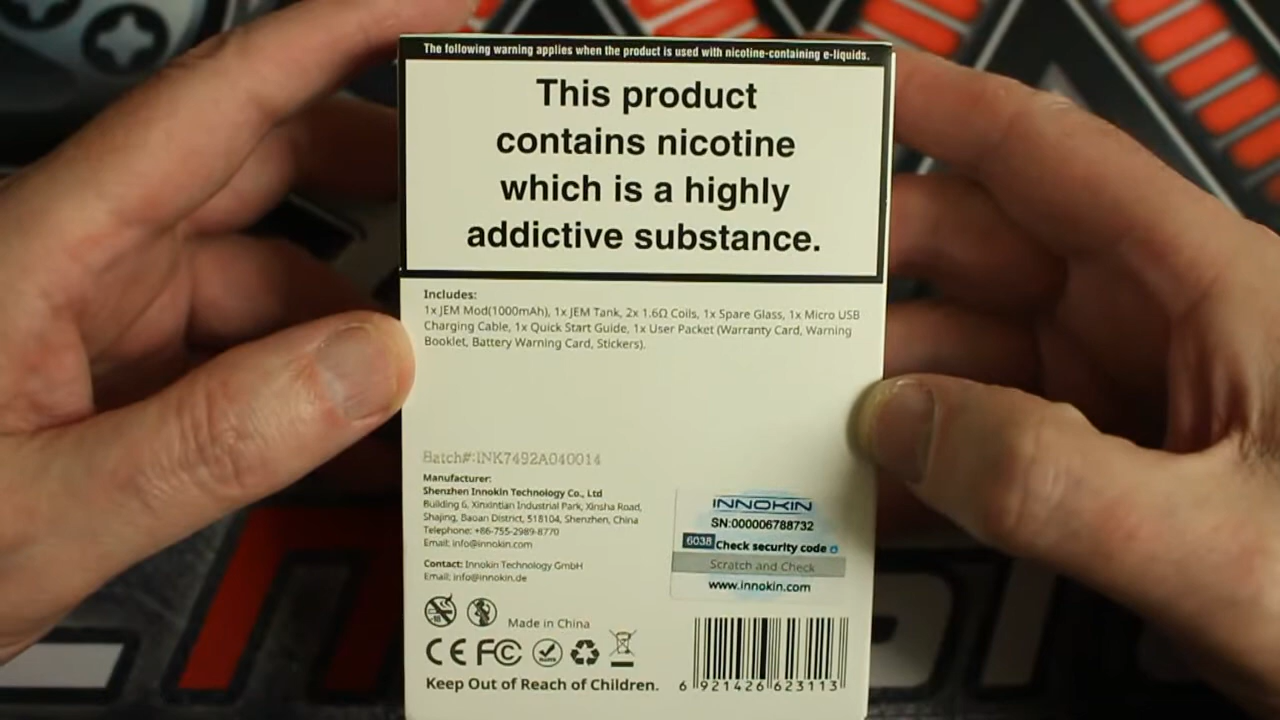 The following warning applies when the product is used with nicotine-containing e-liquids.
This product
contains nicotine
which is a highly
addictive substance.
Includes:
1x JEM Mod(1000mAh), 1x JEM Tank, 2x 1.6Ω Coils, 1x Spare Glass, 1x Micro USB
Charging Cable, 1x Quick Start Guide, 1x User Packet (Warranty Card, Warning
Booklet, Battery Warning Card, Stickers).
Batch#:INK7492A040014
Manufacturer:
Shenzhen Innokin Technology Co., Ltd
Building 6, Xinxintian Industrial Park, Xinsha Road,
Shajing, Baoan District, 518104, Shenzhen, China
Telephone: +86-755-2989-8770
Email: info@innokin.com
Contact: Innokin Technology GmbH
Email: info@innokin.de
INNOKIN
SN:000006788732
6038 Check security code
Scratch and Check
www.innokin.com
Made in China
CE FC
Keep Out of Reach of Children.
6 921426 623113